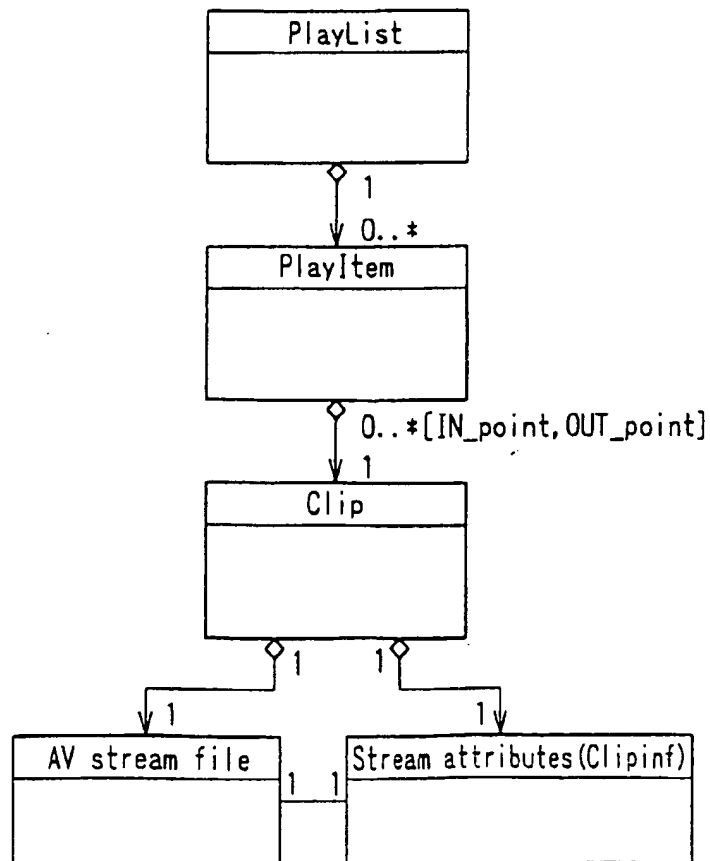 PlayList
1
0..*
PlayItem
0..*[IN_point,OUT_point]
1
Clip
1 1
1 1
AV stream file Stream attributes(Clipinf)
1 1